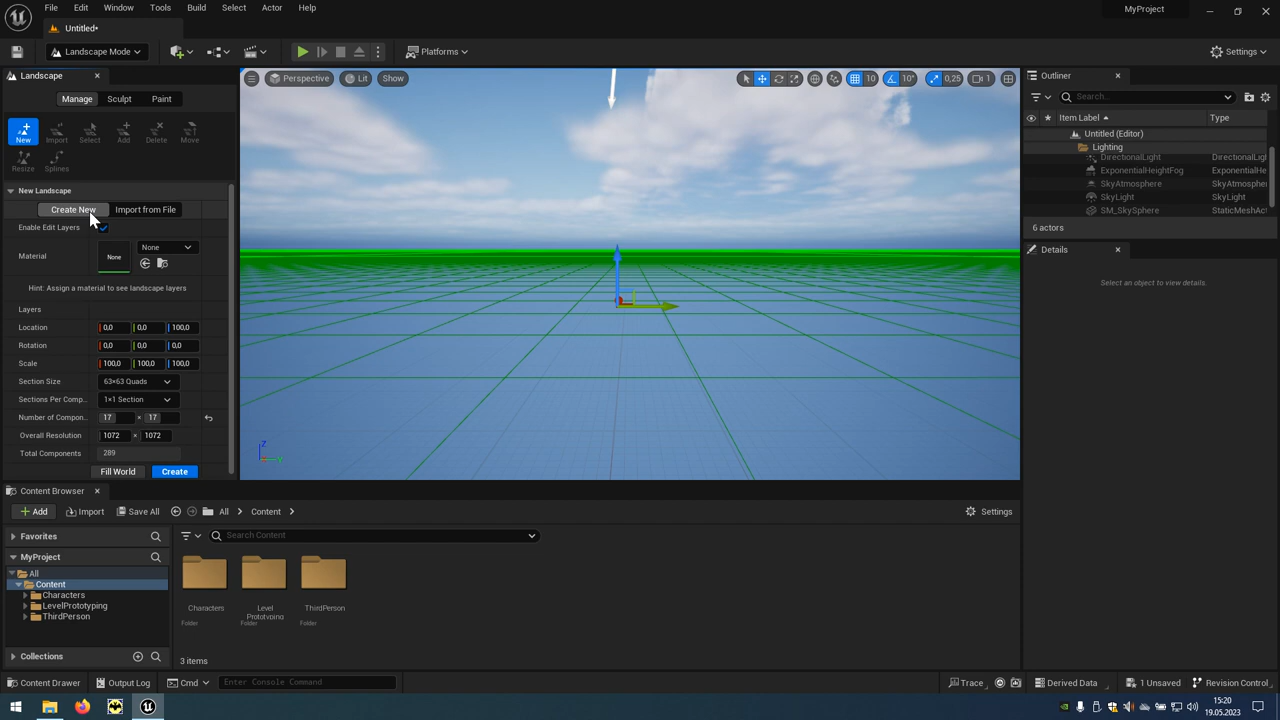 File Edit Window Tools Build Select Actor Help
MyProject
Untitled*
Landscape Mode
Platforms
Settings
Landscape
Manage Sculpt Paint
New Import Select Add Delete Move
Resize Splines
New Landscape
Create New Import from File
Enable Edit Layers
Material
None
None
Hint: Assign a material to see landscape layers
Layers
Location 0,0 0,0 100,0
Rotation 0,0 0,0 0,0
Scale 100,0 100,0 100,0
Section Size 63×63 Quads
Sections Per Comp... 1×1 Section
Number of Compon... 17 × 17
Overall Resolution 1072 × 1072
Total Components 289
Fill World Create
Perspective Lit Show
10 10° 0,25 1
Z
Outliner
Search...
Item Label Type
Untitled (Editor)
Lighting
DirectionalLight DirectionalLigh
ExponentialHeightFog ExponentialHe
SkyAtmosphere SkyAtmospher
SkyLight SkyLight
SM_SkySphere StaticMeshAc
6 actors
Details
Select an object to view details.
Content Browser
Add Import Save All All Content Settings
Favorites
MyProject
All
Content
Characters
LevelPrototyping
ThirdPerson
Collections
Search Content
Characters
Folder
Level
Prototyping
Folder
ThirdPerson
Folder
3 items
Content Drawer Output Log Cmd Enter Console Command Trace Derived Data 1 Unsaved Revision Control
15:20
19.05.2023